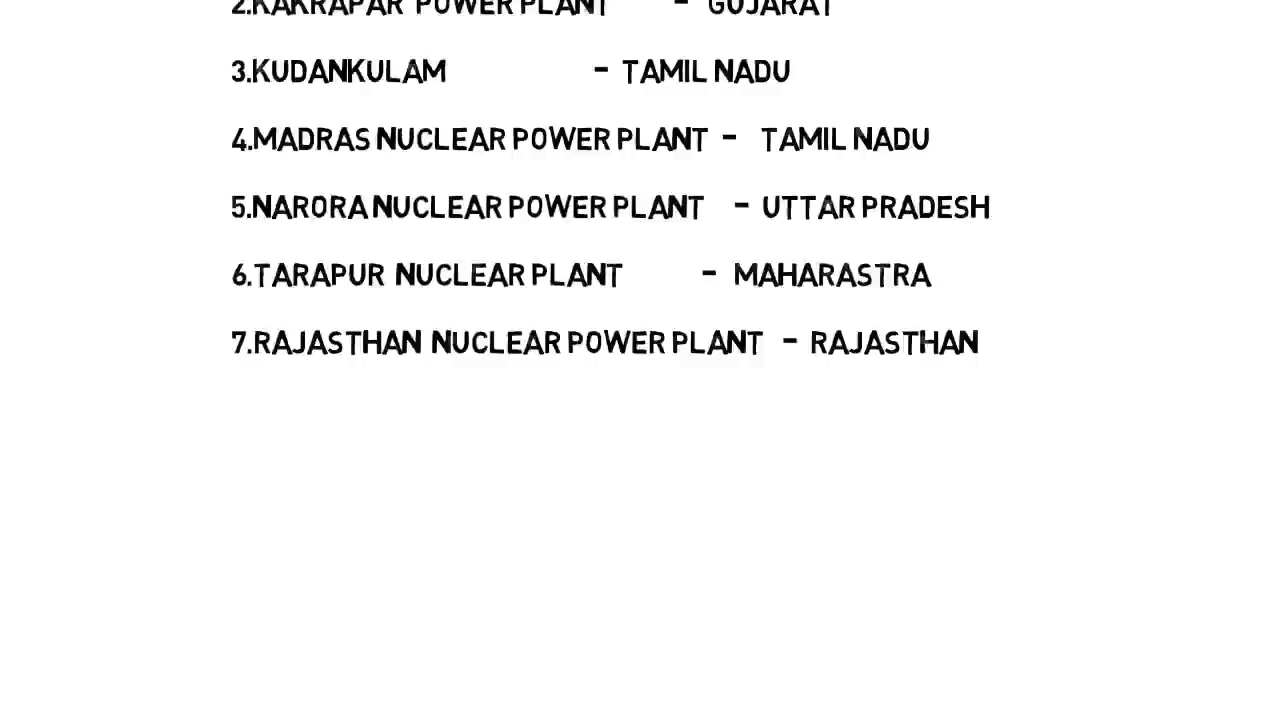 2.KAKRAPAR POWER PLANT - GUJARAT
3.KUDANKULAM - TAMIL NADU
4.MADRAS NUCLEAR POWER PLANT - TAMIL NADU
5.NARORA NUCLEAR POWER PLANT - UTTAR PRADESH
6.TARAPUR NUCLEAR PLANT - MAHARASTRA
7.RAJASTHAN NUCLEAR POWER PLANT - RAJASTHAN